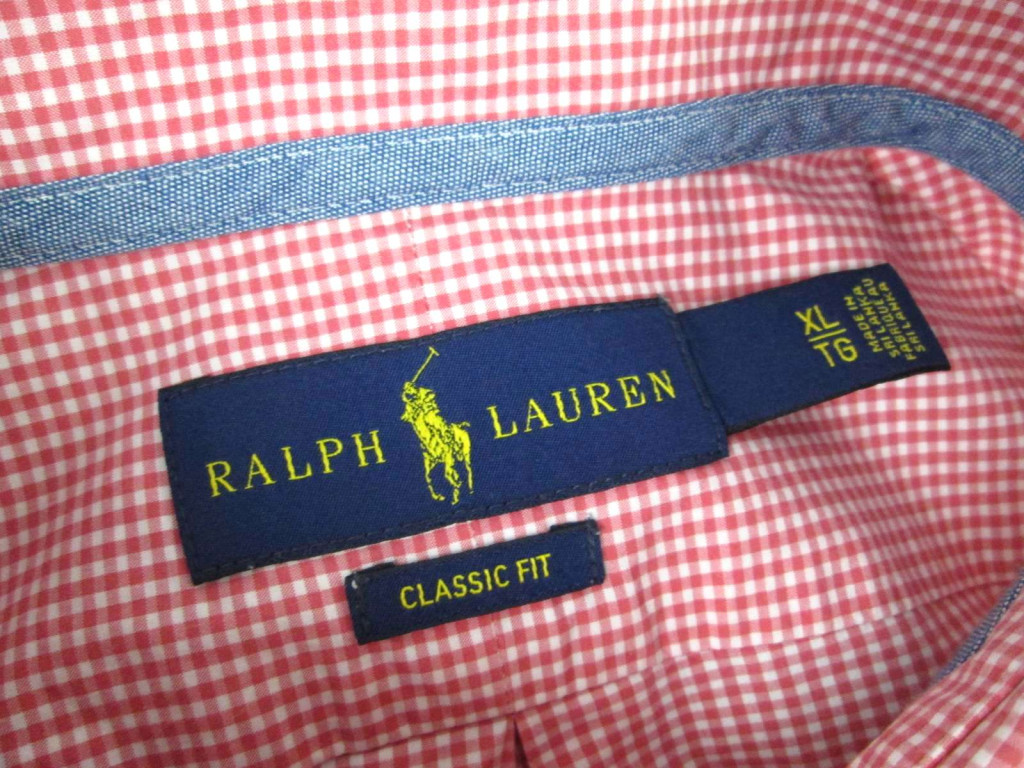 RALPH LAUREN
XL
TG
MADE IN
SRI LANKA
CLASSIC FIT